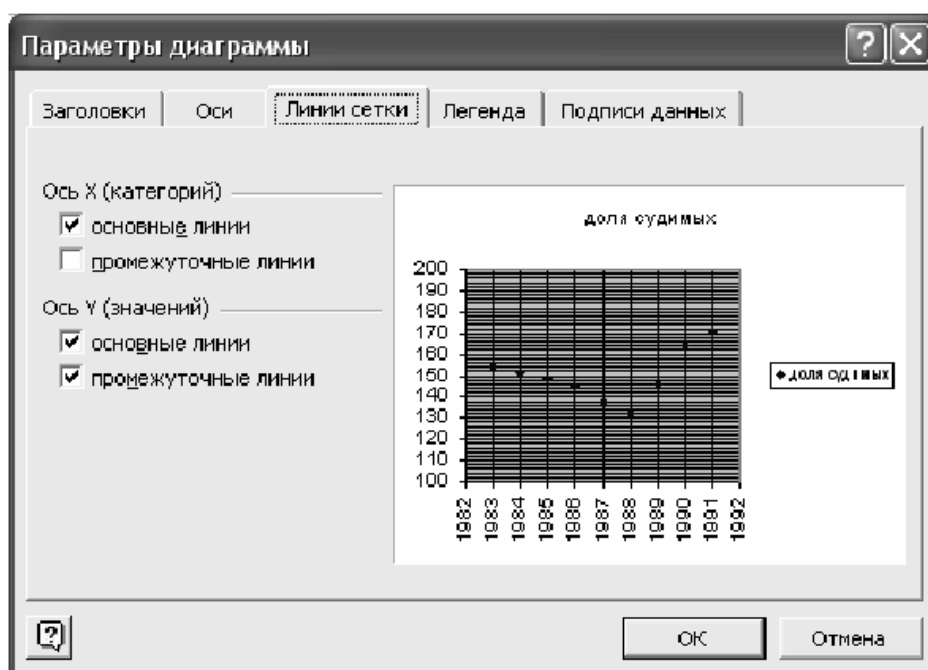 Параметры диаграммы
Заголовки
Оси
Линии сетки
Легенда
Подписи данных
Ось X (категорий)
основные линии
промежуточные линии
Ось Y (значений)
основные линии
промежуточные линии
доля судимых
200
190
180
170
160
150
140
130
120
110
100
1982
1983
1984
1985
1986
1987
1988
1989
1990
1991
1992
доля судимых
ОК
Отмена